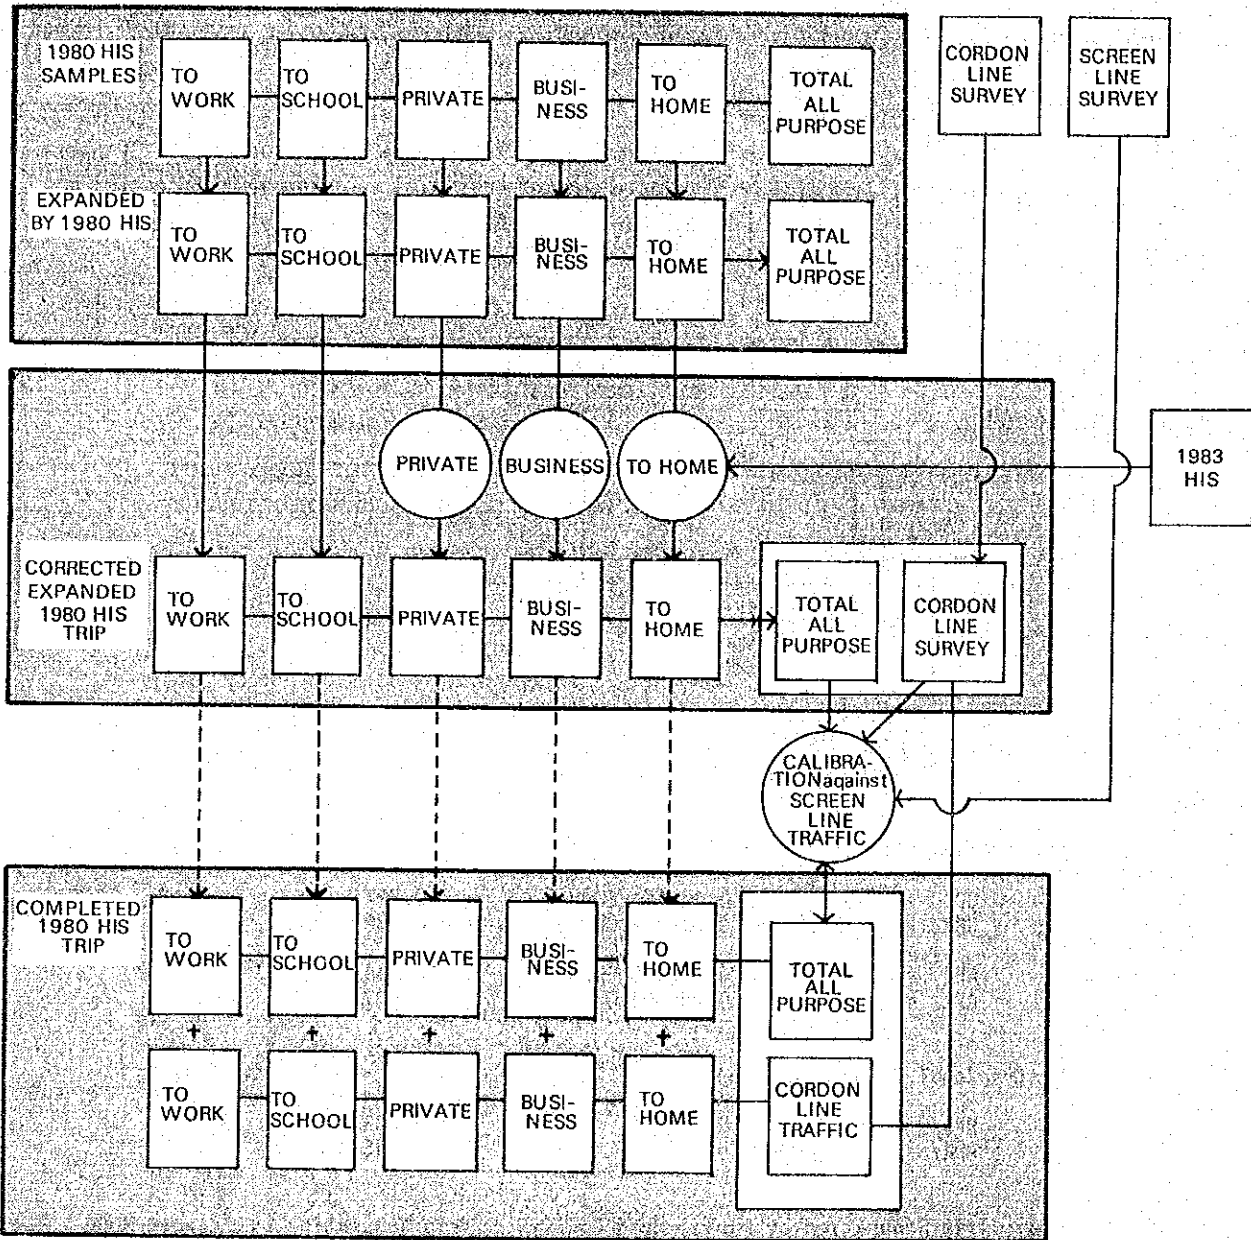 1980 HIS
SAMPLES
TO
WORK
TO
SCHOOL
PRIVATE
BUSI-
NESS
TO
HOME
TOTAL
ALL
PURPOSE
CORDON
LINE
SURVEY
SCREEN
LINE
SURVEY
EXPANDED
BY 1980 HIS
TO
WORK
TO
SCHOOL
PRIVATE
BUSI-
NESS
TO
HOME
TOTAL
ALL
PURPOSE
PRIVATE
BUSINESS
TO HOME
1983
HIS
CORRECTED
EXPANDED
1980 HIS
TRIP
TO
WORK
TO
SCHOOL
PRIVATE
BUSI-
NESS
TO
HOME
TOTAL
ALL
PURPOSE
CORDON
LINE
SURVEY
CALIBRA-
TION against
SCREEN
LINE
TRAFFIC
COMPLETED
1980 HIS
TRIP
TO
WORK
TO
SCHOOL
PRIVATE
BUSI-
NESS
TO
HOME
TOTAL
ALL
PURPOSE
+ + + + +
TO
WORK
TO
SCHOOL
PRIVATE
BUSI-
NESS
TO
HOME
CORDON
LINE
TRAFFIC